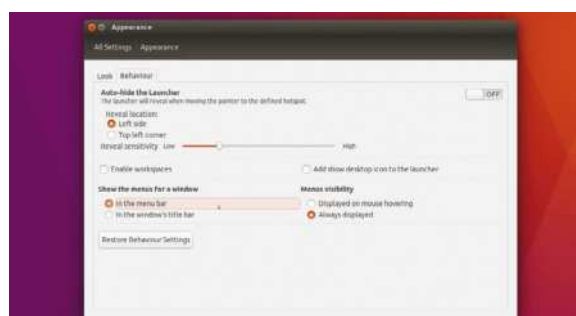 Appearance
All Settings Appearance
Look Behaviour
Auto-hide the Launcher
OFF
The launcher will reveal when moving the pointer to the defined hotspot.
Reveal location:
Left side
Top left corner
Reveal sensitivity Low High
Enable workspaces
Add show desktop icon to the launcher
Show the menus for a window
In the menu bar
In the window's title bar
Menus visibility
Displayed on mouse hovering
Always displayed
Restore Behaviour Settings